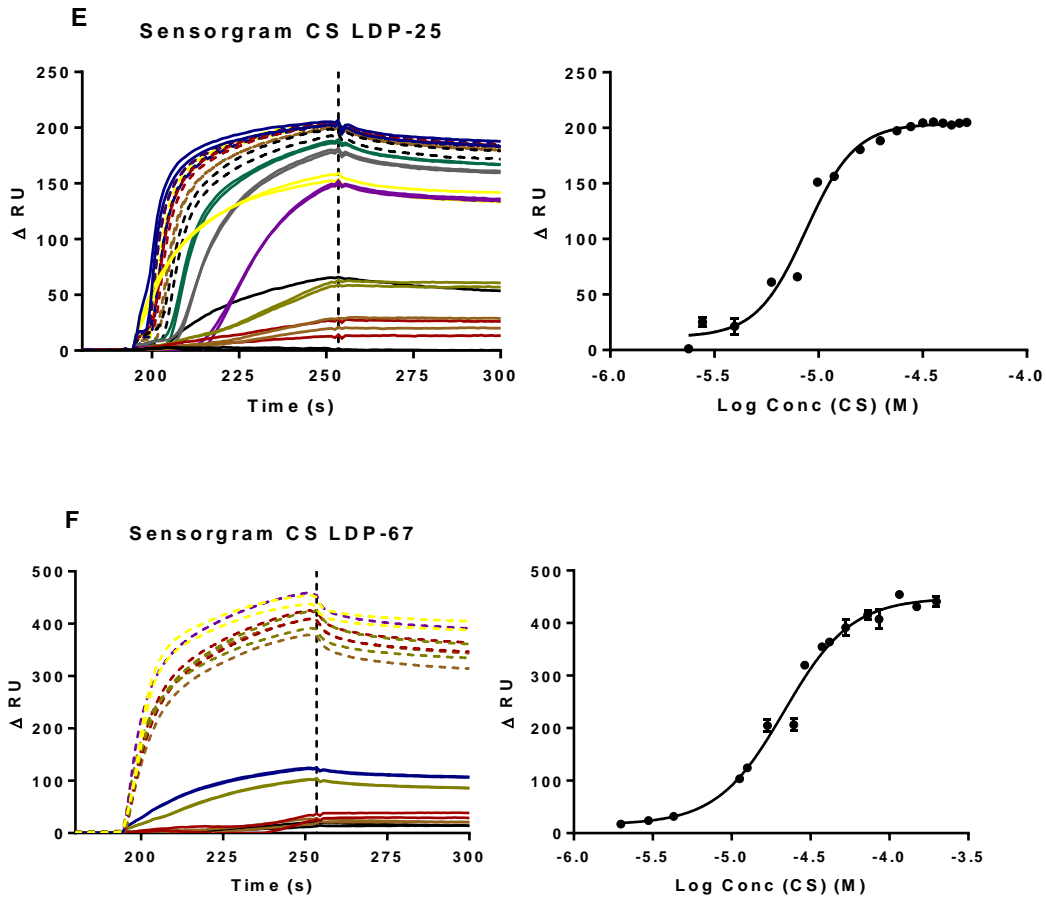 E
Sensorgram CS LDP-25
250
200
150
100
50
0
Δ RU
200 225 250 275 300
Time (s)
250
200
150
100
50
0
Δ RU
-6.0 -5.5 -5.0 -4.5 -4.0
Log Conc (CS) (M)
F
Sensorgram CS LDP-67
500
400
300
200
100
0
Δ RU
200 225 250 275 300
Time (s)
500
400
300
200
100
0
Δ RU
-6.0 -5.5 -5.0 -4.5 -4.0 -3.5
Log Conc (CS) (M)